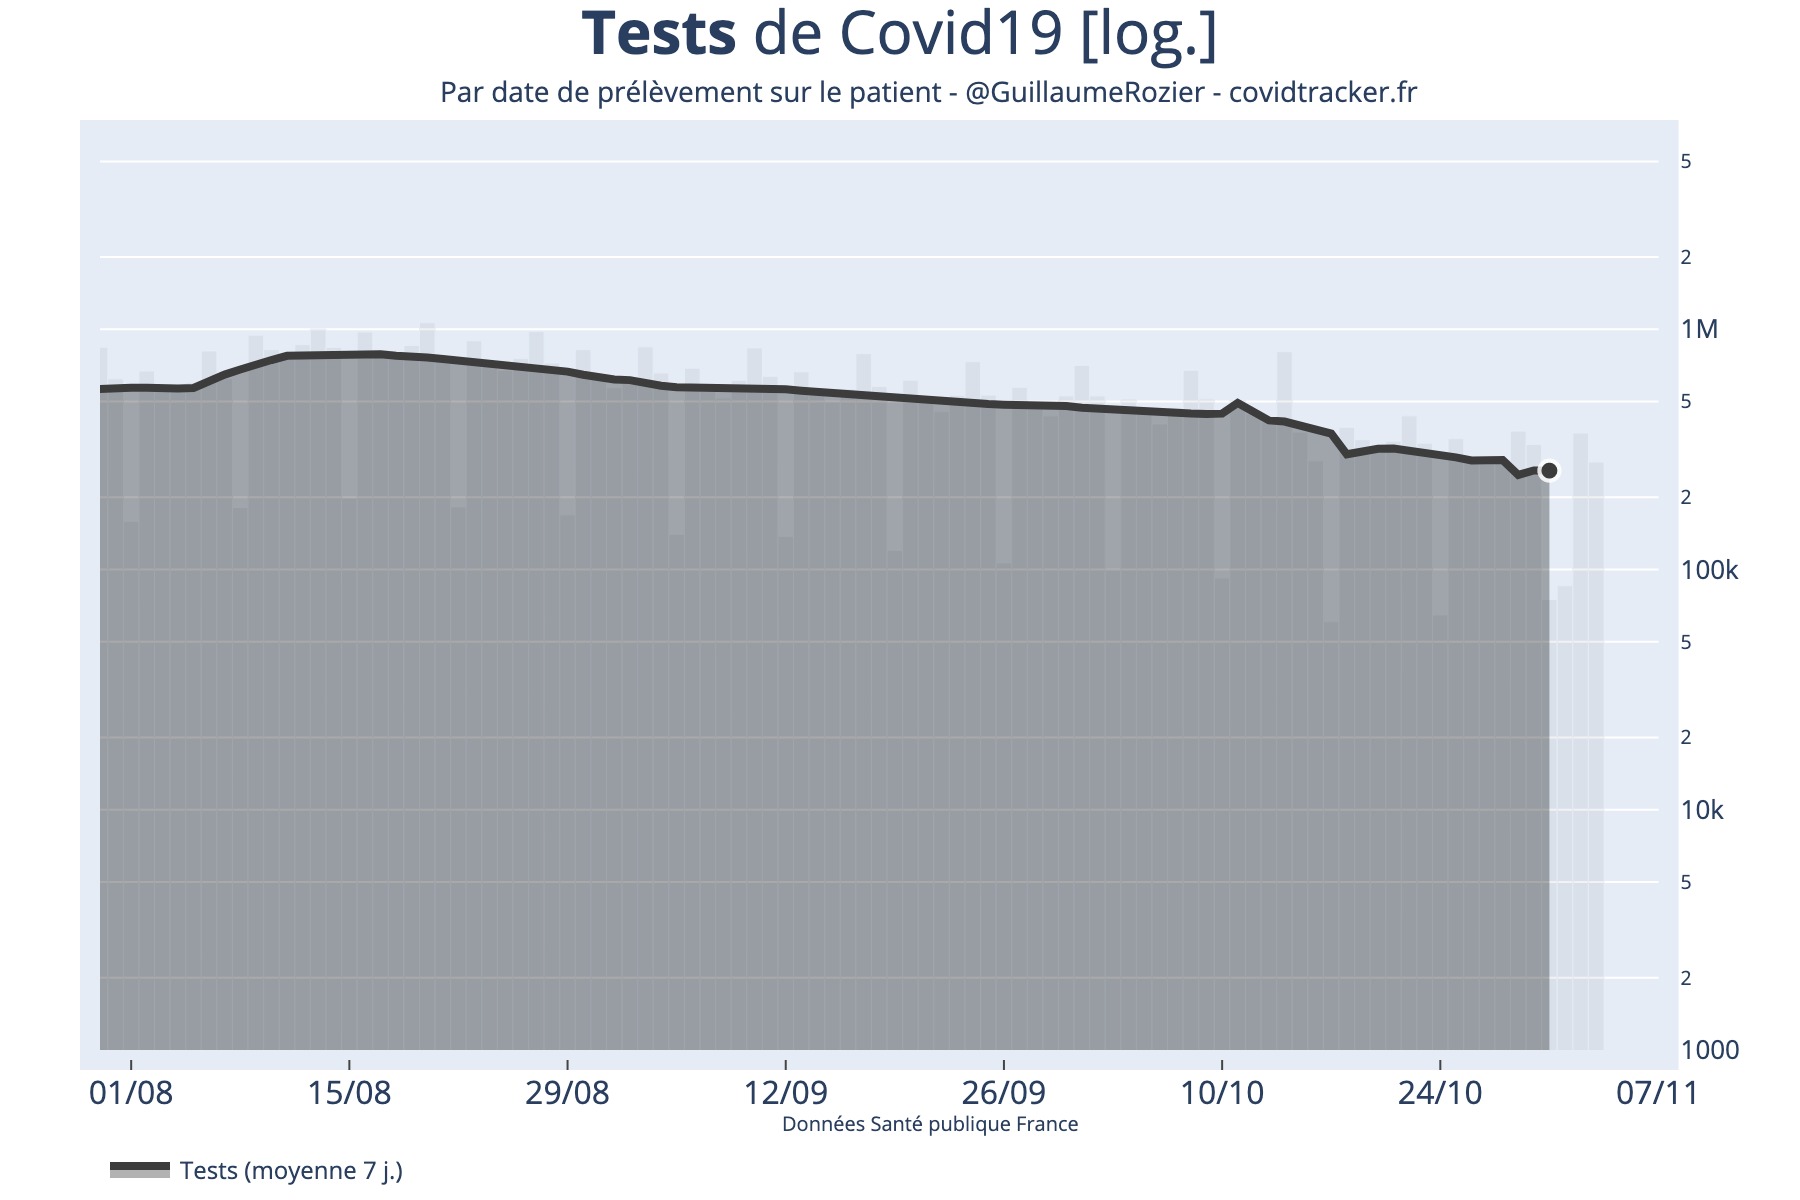 Tests de Covid19 [log.]
Par date de prélèvement sur le patient - @GuillaumeRozier - covidtracker.fr
5
2
1M
5
2
100k
5
2
10k
5
2
1000
01/08 15/08 29/08 12/09 26/09 10/10 24/10 07/11
Données Santé publique France
Tests (moyenne 7 j.)